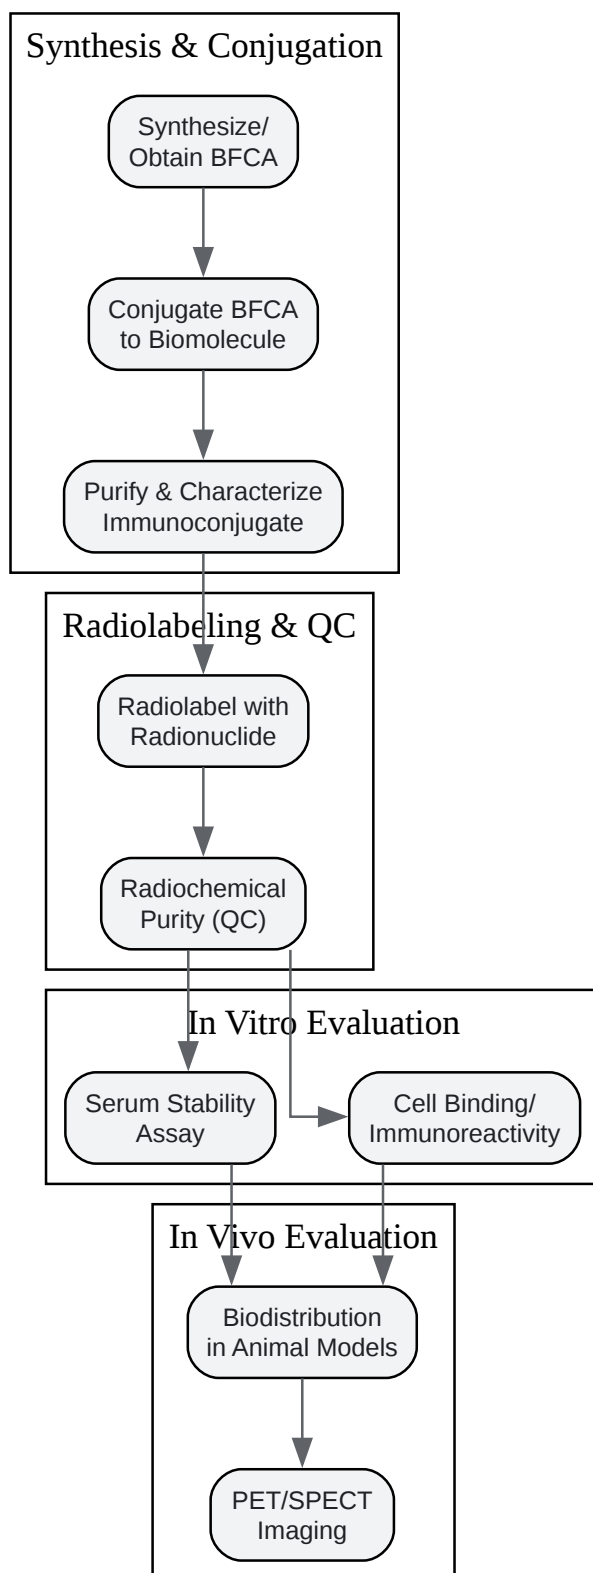 Synthesis & Conjugation
Synthesize/
Obtain BFCA
Conjugate BFCA
to Biomolecule
Purify & Characterize
Immunoconjugate
Radiolabeling & QC
Radiolabel with
Radionuclide
Radiochemical
Purity (QC)
In Vitro Evaluation
Serum Stability
Assay
Cell Binding/
Immunoreactivity
In Vivo Evaluation
Biodistribution
in Animal Models
PET/SPECT
Imaging